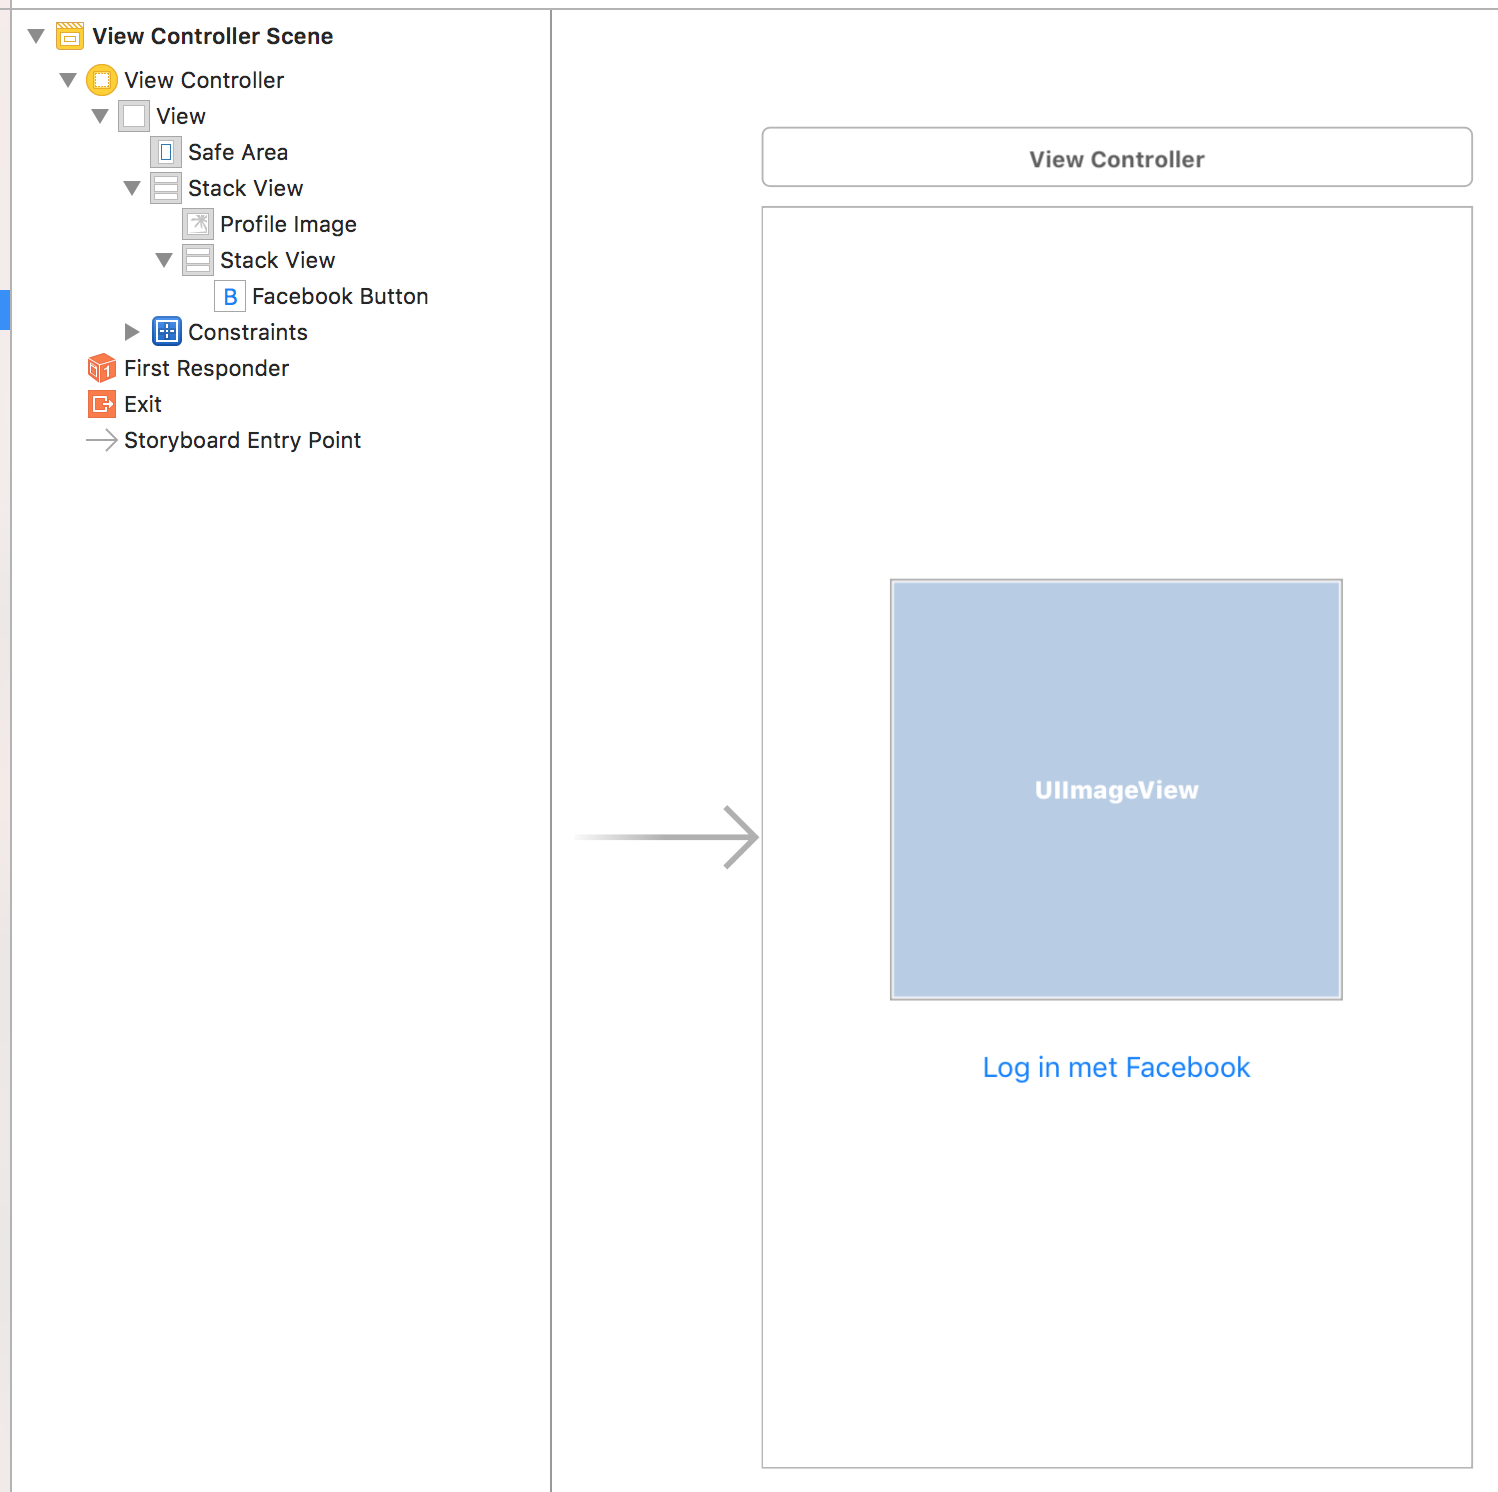 View Controller Scene
View Controller
View
Safe Area
Stack View
Profile Image
Stack View
B Facebook Button
Constraints
1 First Responder
Exit
Storyboard Entry Point
View Controller
UIImageView
Log in met Facebook